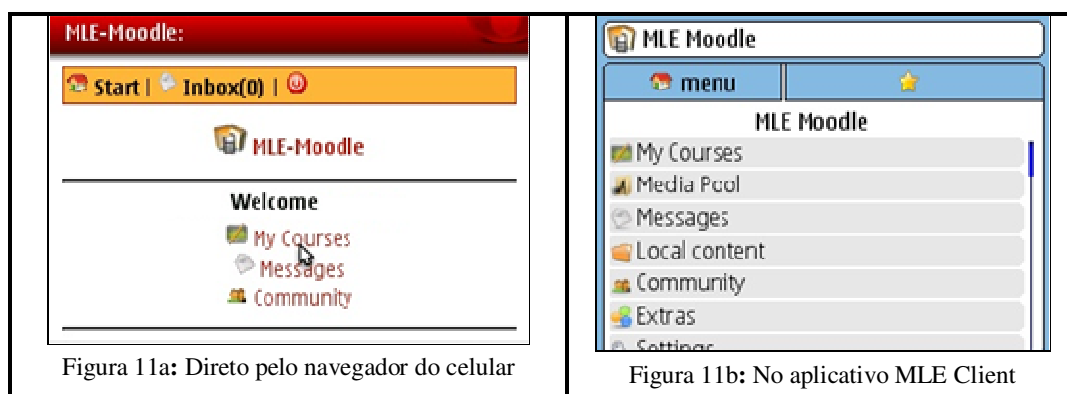 MLE-Moodle:
Start | Inbox(0) |
MLE-Moodle
Welcome
My Courses
Messages
Community
Figura 11a: Direto pelo navegador do celular
MLE Moodle
menu
MLE Moodle
My Courses
Media Pool
Messages
Local content
Community
Extras
Settings
Figura 11b: No aplicativo MLE Client